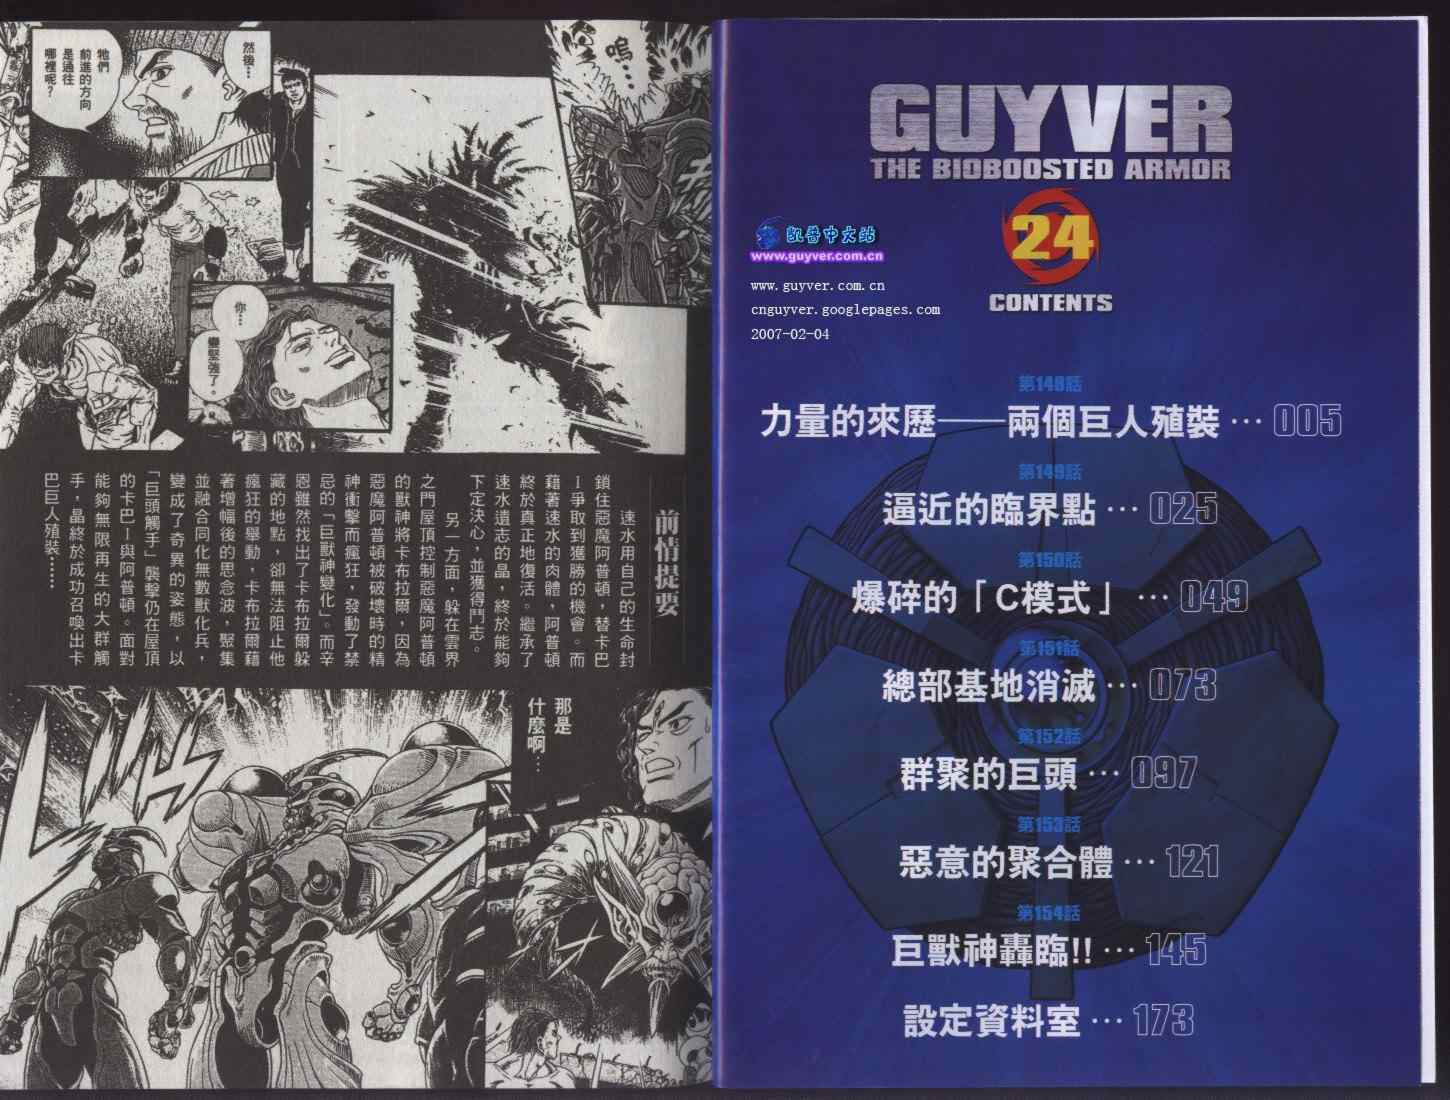 嗚…
然後…
牠們
前進的方向
是通往
哪裡呢?
你…
變堅強了。
前情提要
速水用自己的生命封
鎖住惡魔阿普頓，替卡巴
I爭取到獲勝的機會。而
藉著速水的肉體，阿普頓
終於真正地復活。繼承了
速水遺志的晶，終於能夠
下定決心，並獲得鬥志。
另一方面，躲在雲界
之門屋頂控制惡魔阿普頓
的獸神將卡布拉爾，因為
惡魔阿普頓被破壞時的精
神衝擊而瘋狂，發動了禁
忌的「巨獸神變化」。而辛
恩雖然找出了卡布拉爾躲
藏的地點，卻無法阻止他
瘋狂的舉動，卡布拉爾藉
著增幅後的思念波，聚集
並融合同化無數獸化兵，
變成了奇異的姿態，以
「巨頭觸手」襲擊仍在屋頂
的卡巴I與阿普頓。面對
能夠無限再生的大群觸
手，晶終於成功召喚出卡
巴巨人殖裝……
那是
什麼啊…
GUYVER
THE BIOBOOSTED ARMOR
24
CONTENTS
凱普中文站
www.guyver.com.cn
www.guyver.com.cn
cnguyver.googlepages.com
2007-02-04
第148話
力量的來歷——兩個巨人殖裝…005
第149話
逼近的臨界點…025
第150話
爆碎的「C模式」…049
第151話
總部基地消滅…073
第152話
群聚的巨頭…097
第153話
惡意的聚合體…121
第154話
巨獸神轟臨!!…145
設定資料室…173